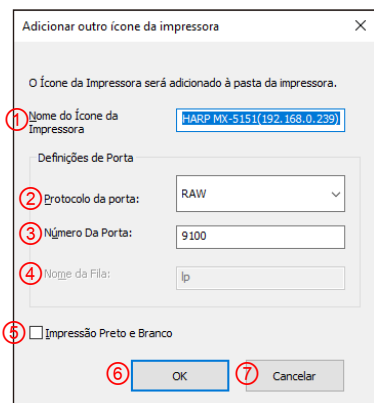 Adicionar outro ícone da impressora
O Ícone da Impressora será adicionado à pasta da impressora.
① Nome do Ícone da
Impressora
HARP MX-5151(192.168.0.239)
Definições de Porta
② Protocolo da porta: RAW
③ Número Da Porta: 9100
④ Nome da Fila: lp
⑤ Impressão Preto e Branco
⑥ OK ⑦ Cancelar